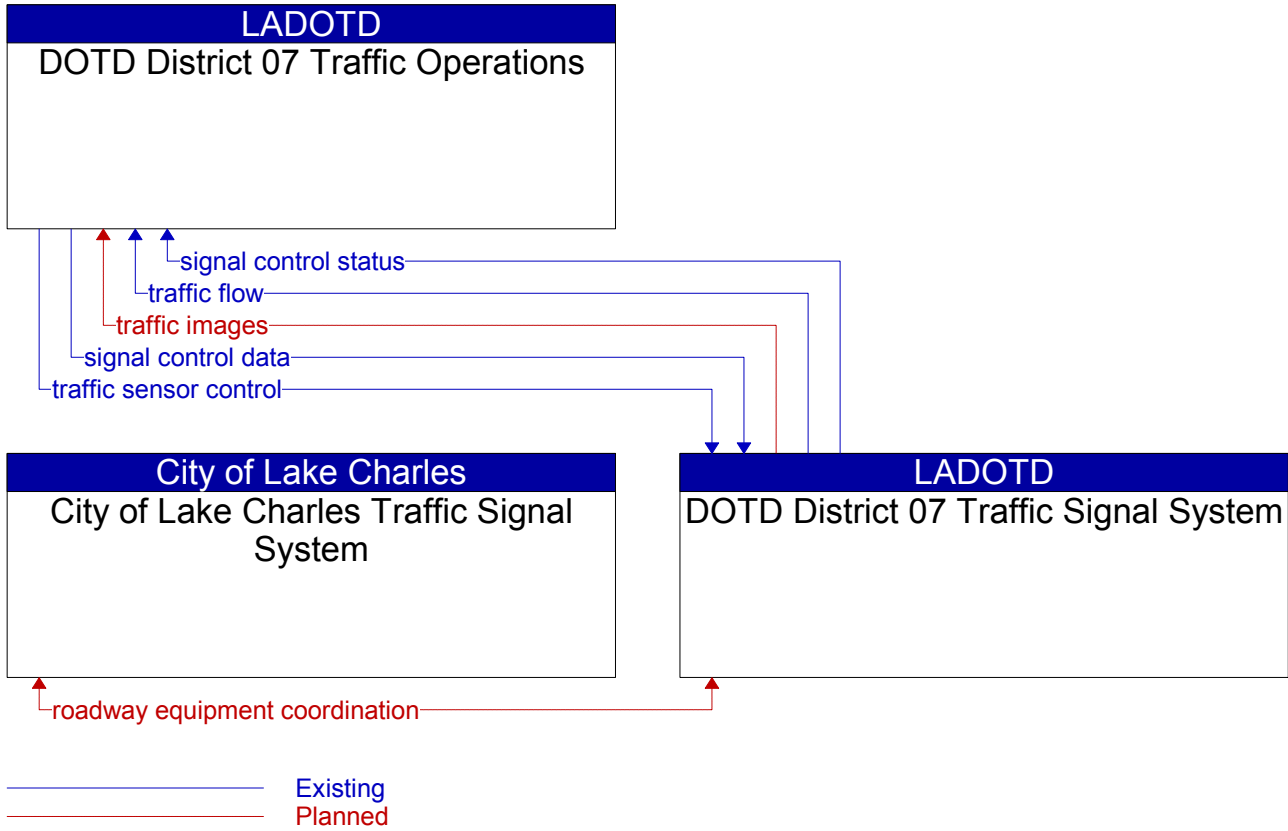 LADOTD
DOTD District 07 Traffic Operations
signal control status
traffic flow
traffic images
signal control data
traffic sensor control
City of Lake Charles
City of Lake Charles Traffic Signal
System
LADOTD
DOTD District 07 Traffic Signal System
roadway equipment coordination
Existing
Planned